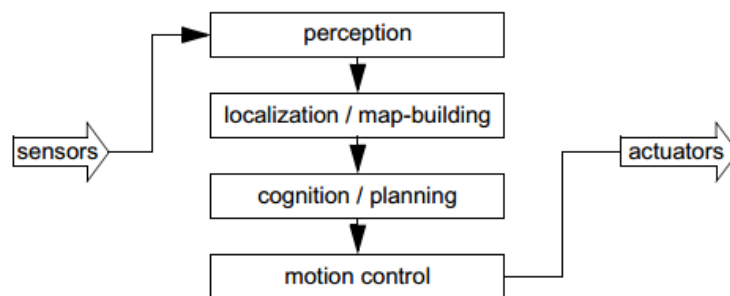 perception
localization / map-building
sensors
actuators
cognition / planning
motion control